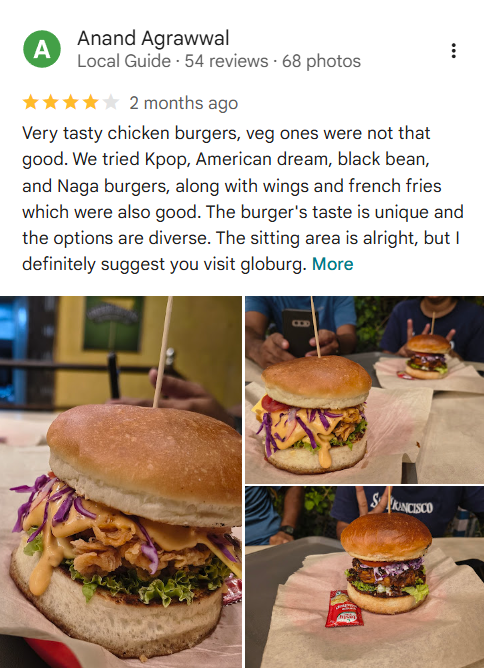 A
Anand Agrawwal
Local Guide · 54 reviews · 68 photos
2 months ago
Very tasty chicken burgers, veg ones were not that
good. We tried Kpop, American dream, black bean,
and Naga burgers, along with wings and french fries
which were also good. The burger's taste is unique and
the options are diverse. The sitting area is alright, but I
definitely suggest you visit globurg. More